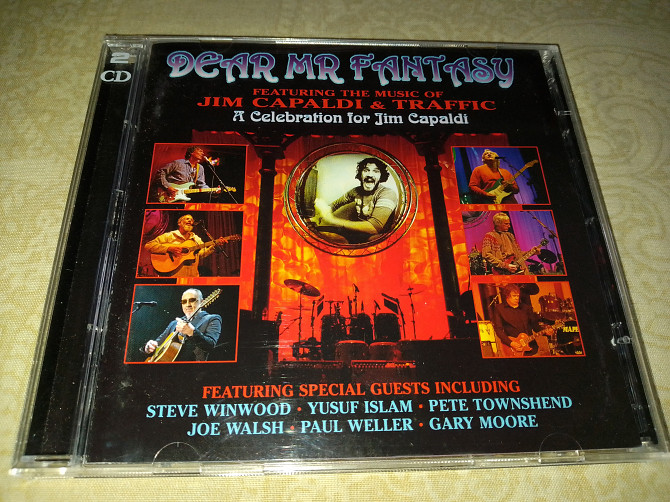 2
CD
DEAR MR FANTASY
FEATURING THE MUSIC OF
JIM CAPALDI & TRAFFIC
A Celebration for Jim Capaldi
FEATURING SPECIAL GUESTS INCLUDING
STEVE WINWOOD · YUSUF ISLAM · PETE TOWNSHEND
JOE WALSH · PAUL WELLER · GARY MOORE